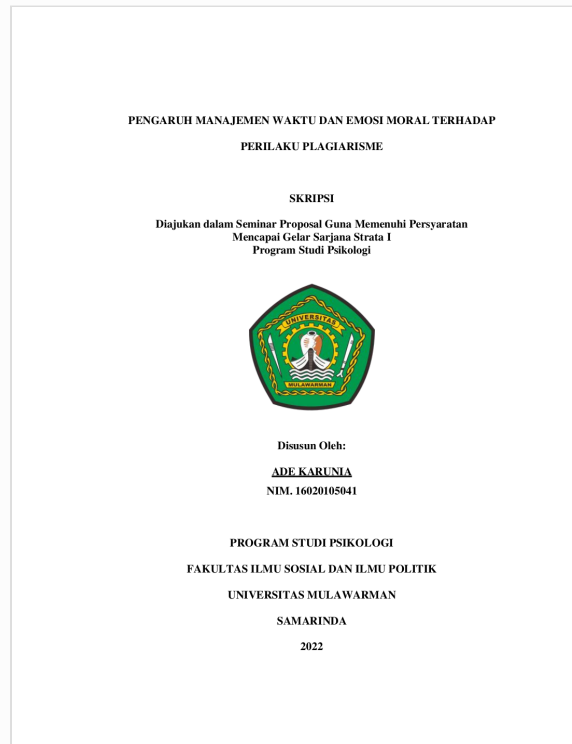 PENGARUH MANAJEMEN WAKTU DAN EMOSI MORAL TERHADAP
PERILAKU PLAGIARISME
SKRIPSI
Diajukan dalam Seminar Proposal Guna Memenuhi Persyaratan
Mencapai Gelar Sarjana Strata I
Program Studi Psikologi
UNIVERSITAS
MULAWARMAN
Disusun Oleh:
ADE KARUNIA
NIM. 16020105041
PROGRAM STUDI PSIKOLOGI
FAKULTAS ILMU SOSIAL DAN ILMU POLITIK
UNIVERSITAS MULAWARMAN
SAMARINDA
2022